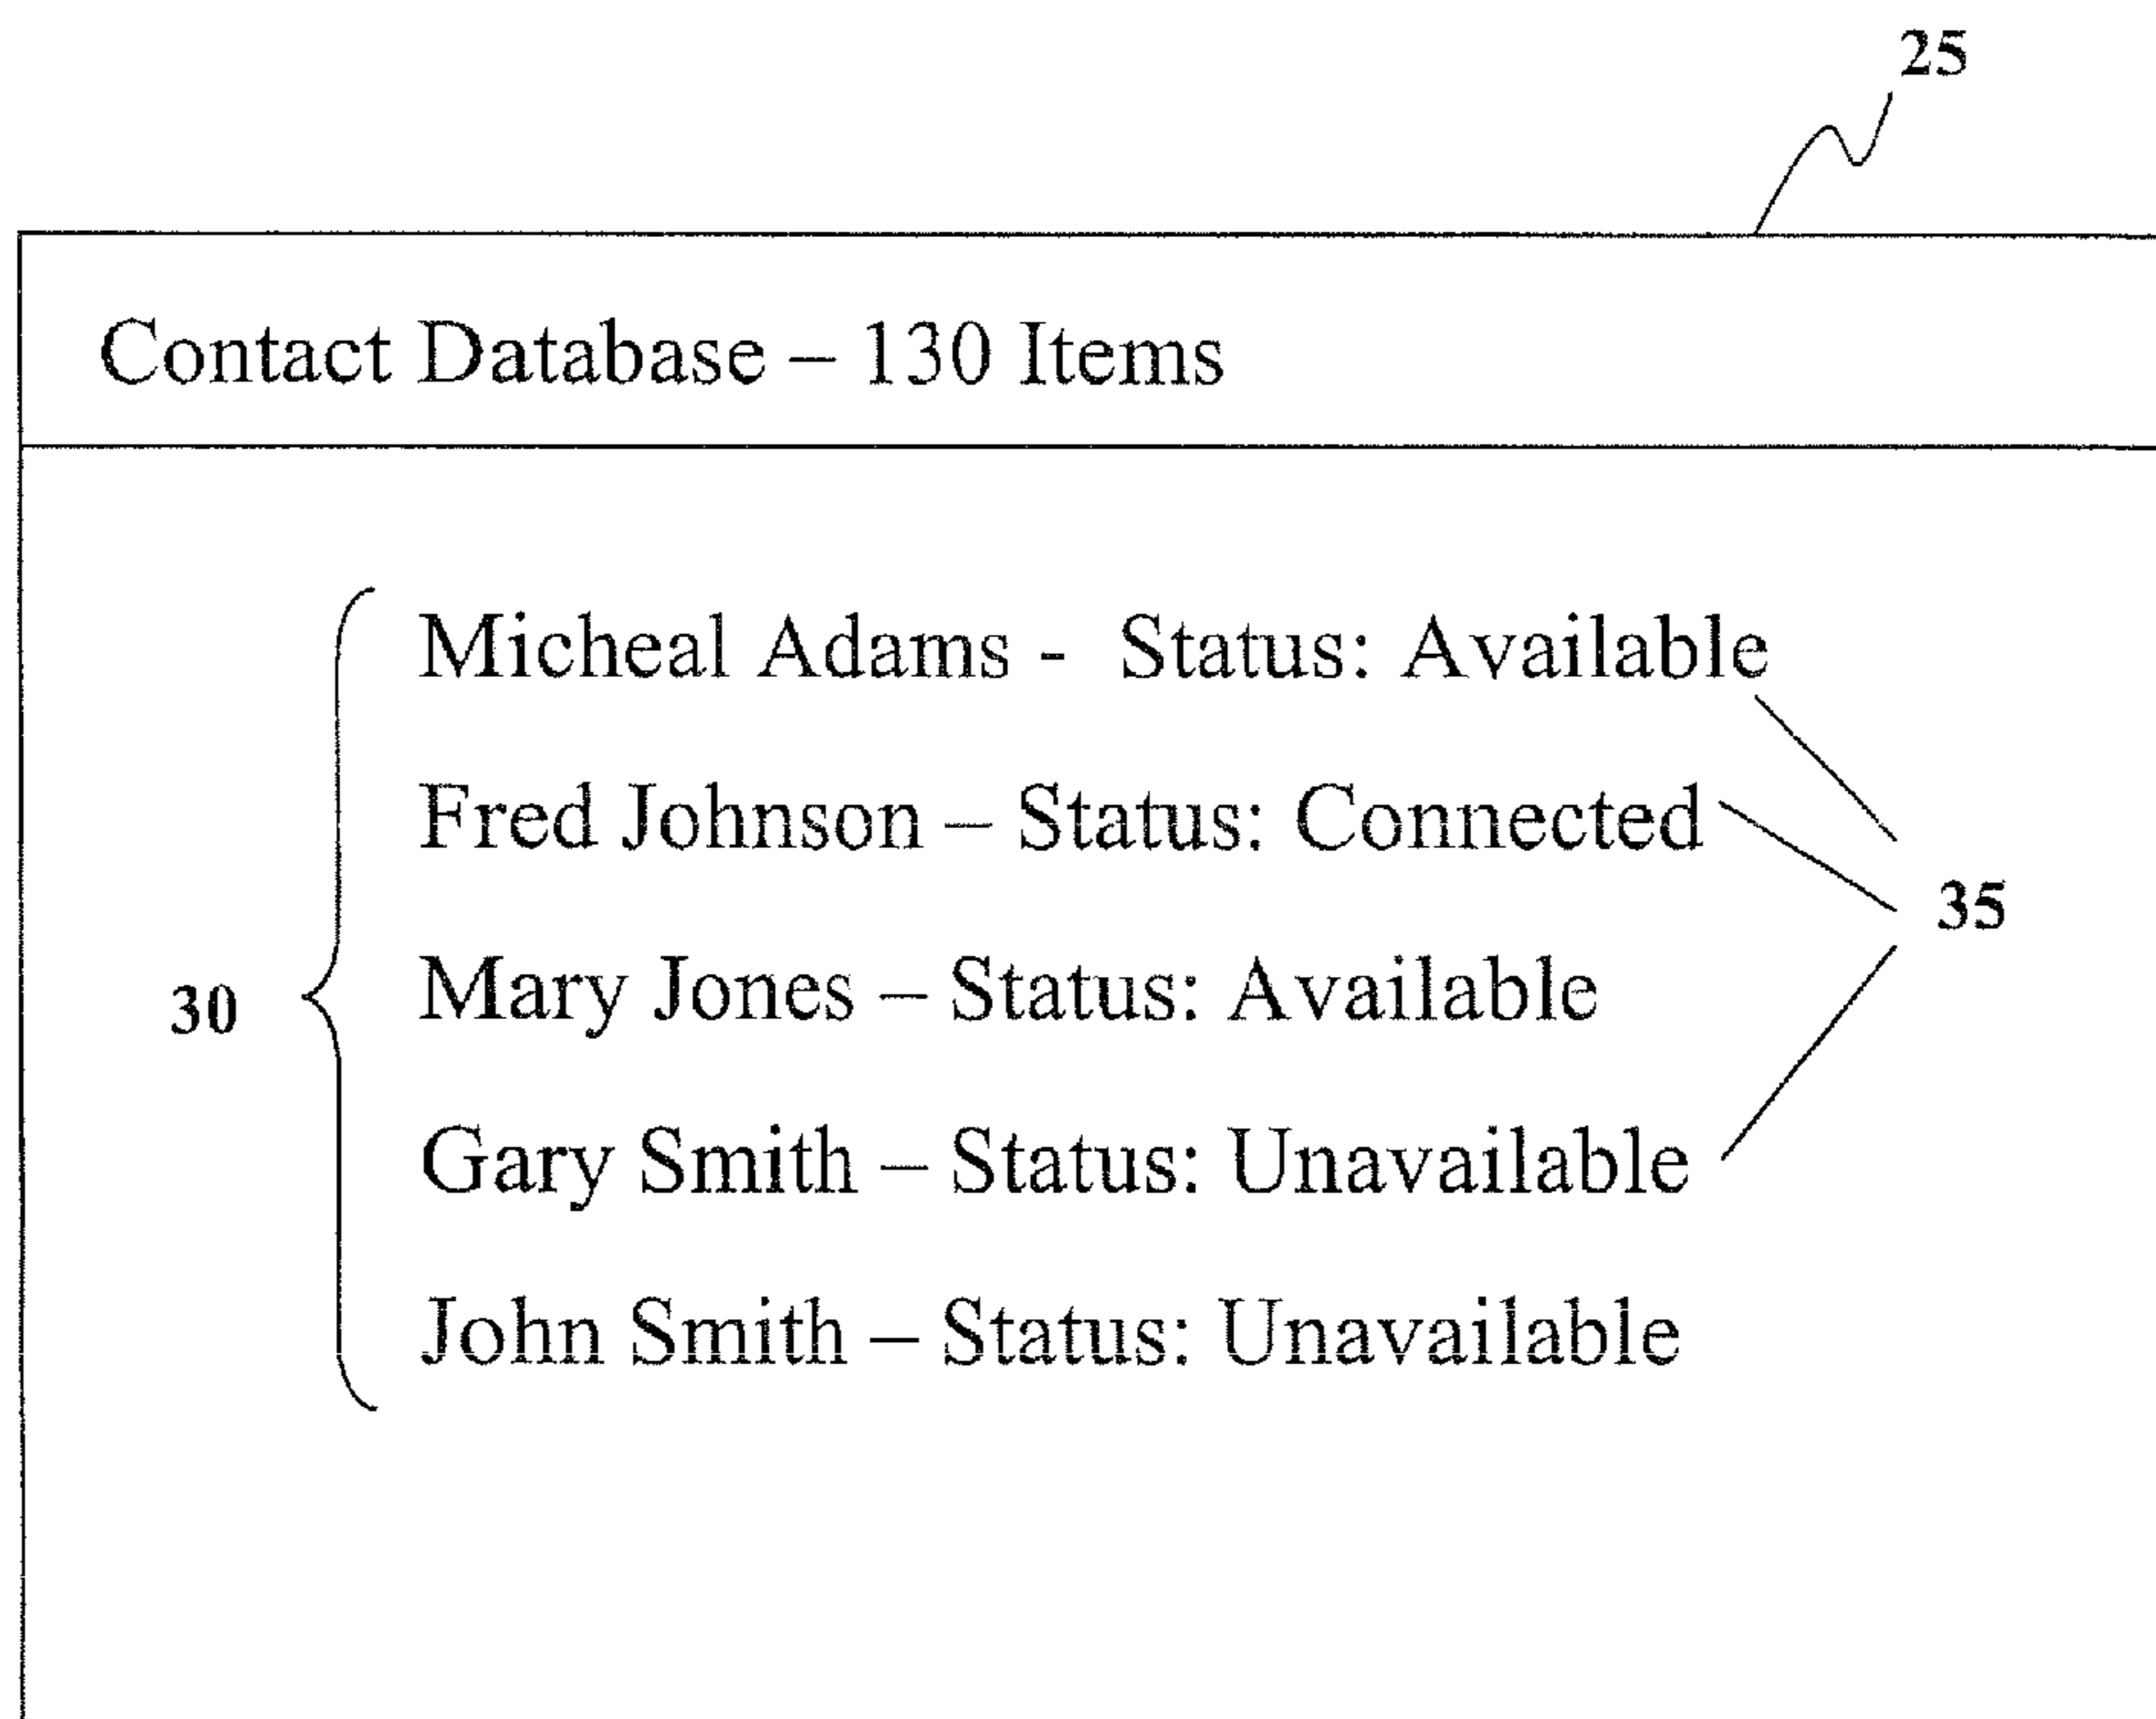 25
Contact Database – 130 Items
Micheal Adams - Status: Available
Fred Johnson – Status: Connected
35
Mary Jones – Status: Available
30
Gary Smith – Status: Unavailable
John Smith – Status: Unavailable